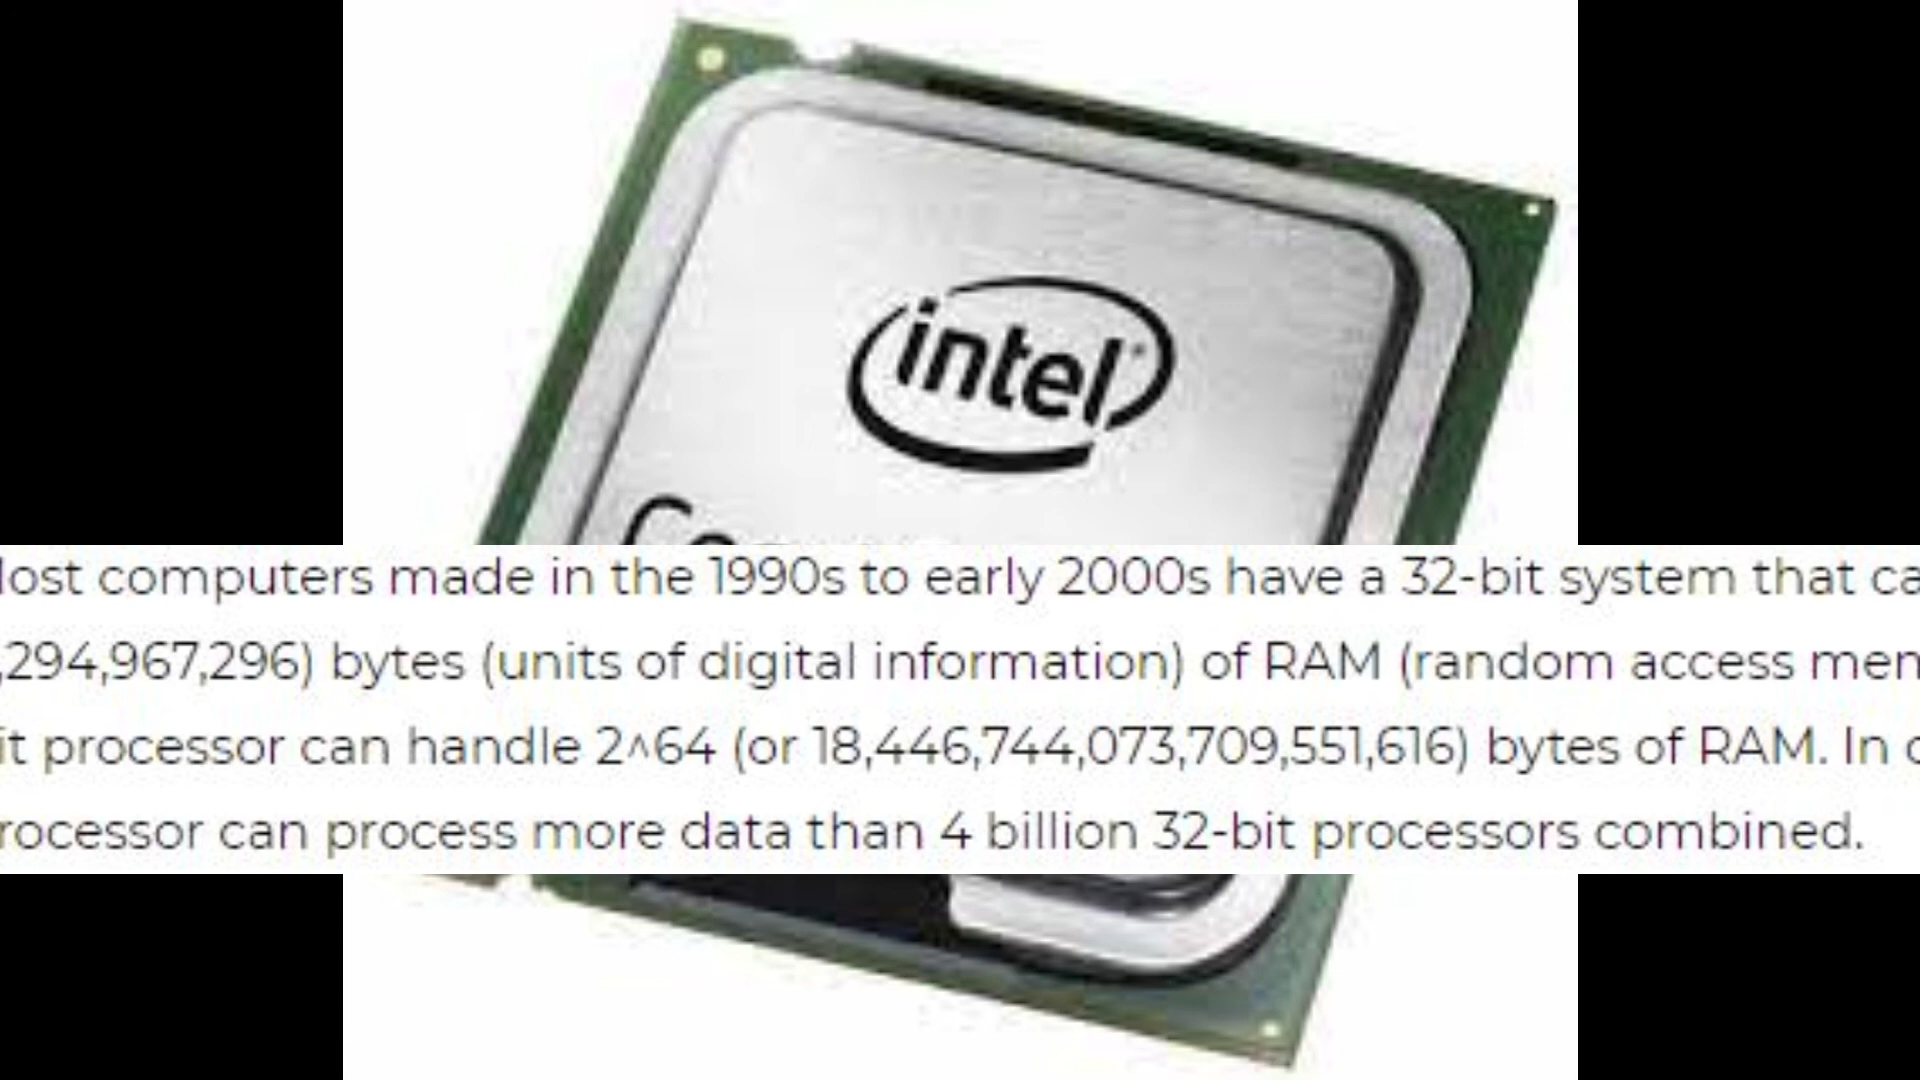 intel
lost computers made in the 1990s to early 2000s have a 32-bit system that ca
,294,967,296) bytes (units of digital information) of RAM (random access mem
it processor can handle 2^64 (or 18,446,744,073,709,551,616) bytes of RAM. In o
rocessor can process more data than 4 billion 32-bit processors combined.